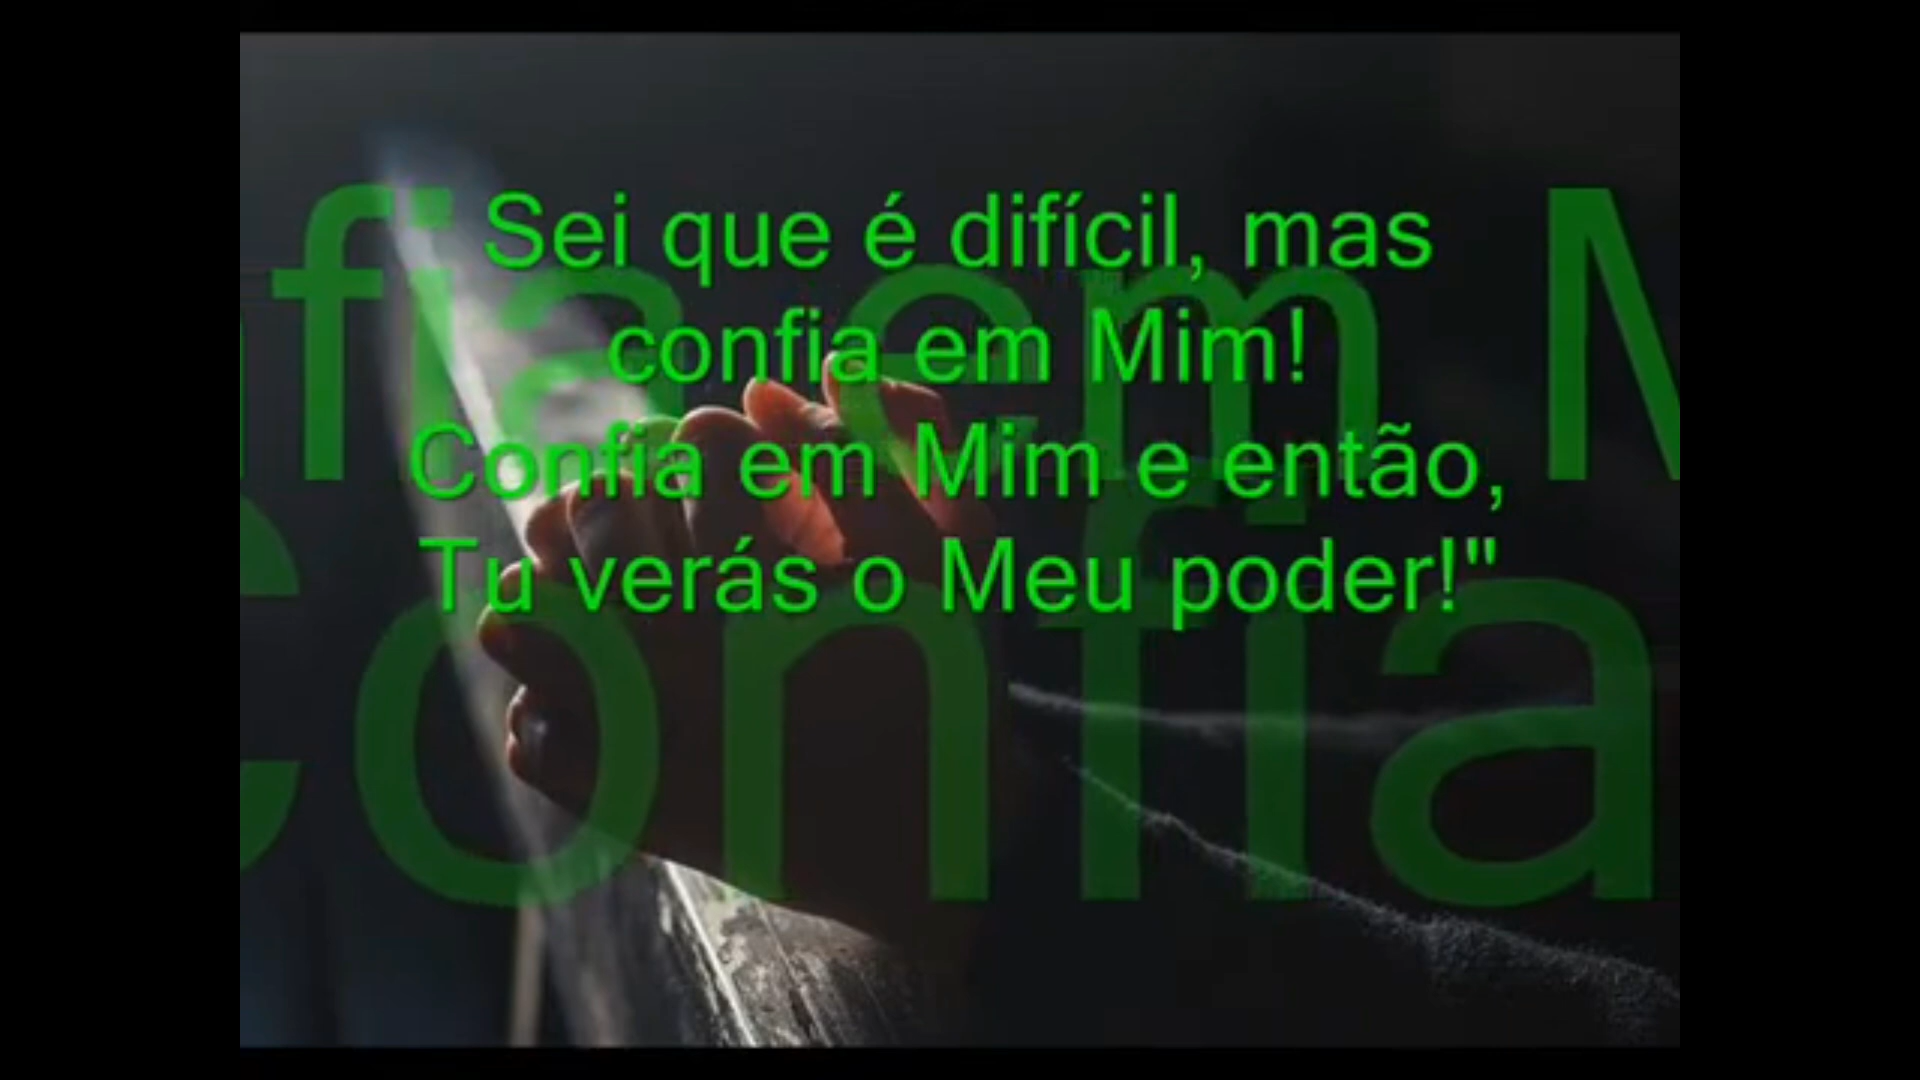 Sei que é difícil, mas
confia em Mim!
Confia em Mim e então,
Tu verás o Meu poder!"